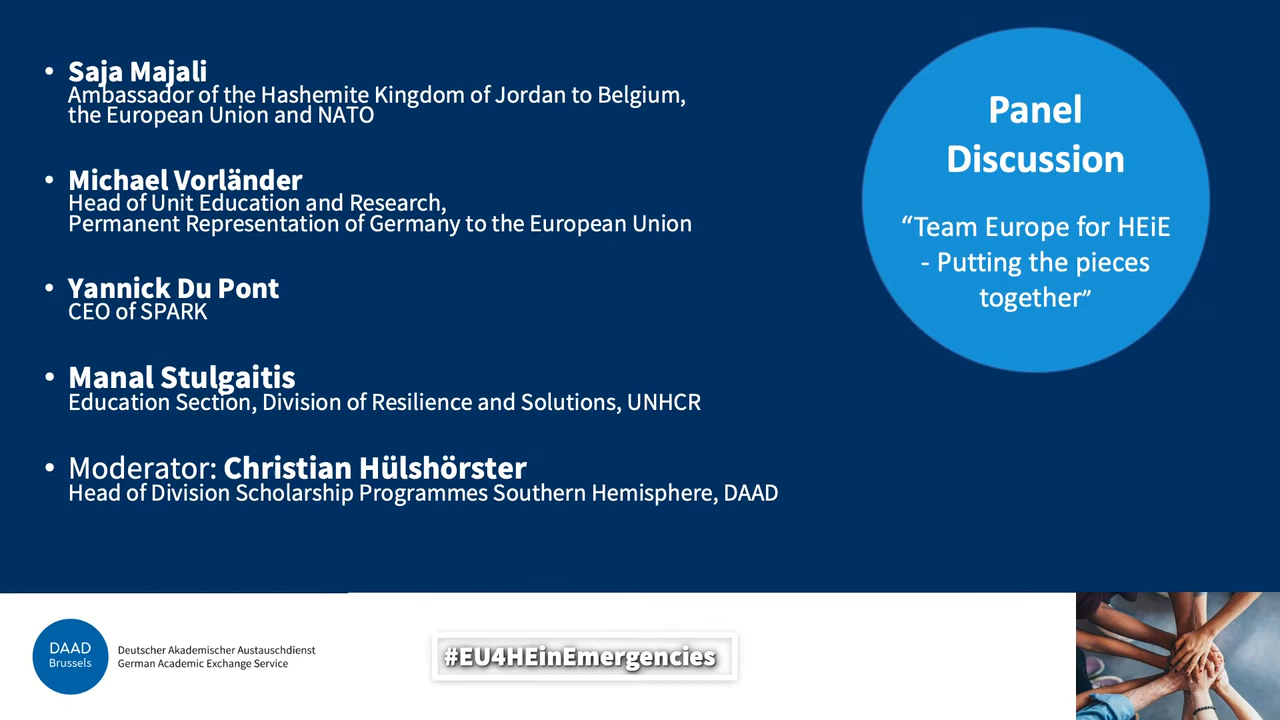 • Saja Majali
Ambassador of the Hashemite Kingdom of Jordan to Belgium,
the European Union and NATO
• Michael Vorländer
Head of Unit Education and Research,
Permanent Representation of Germany to the European Union
• Yannick Du Pont
CEO of SPARK
• Manal Stulgaitis
Education Section, Division of Resilience and Solutions, UNHCR
• Moderator: Christian Hülshörster
Head of Division Scholarship Programmes Southern Hemisphere, DAAD
Panel
Discussion
“Team Europe for HEiE
- Putting the pieces
together”
DAAD
Brussels
Deutscher Akademischer Austauschdienst
German Academic Exchange Service
#EU4HEinEmergencies